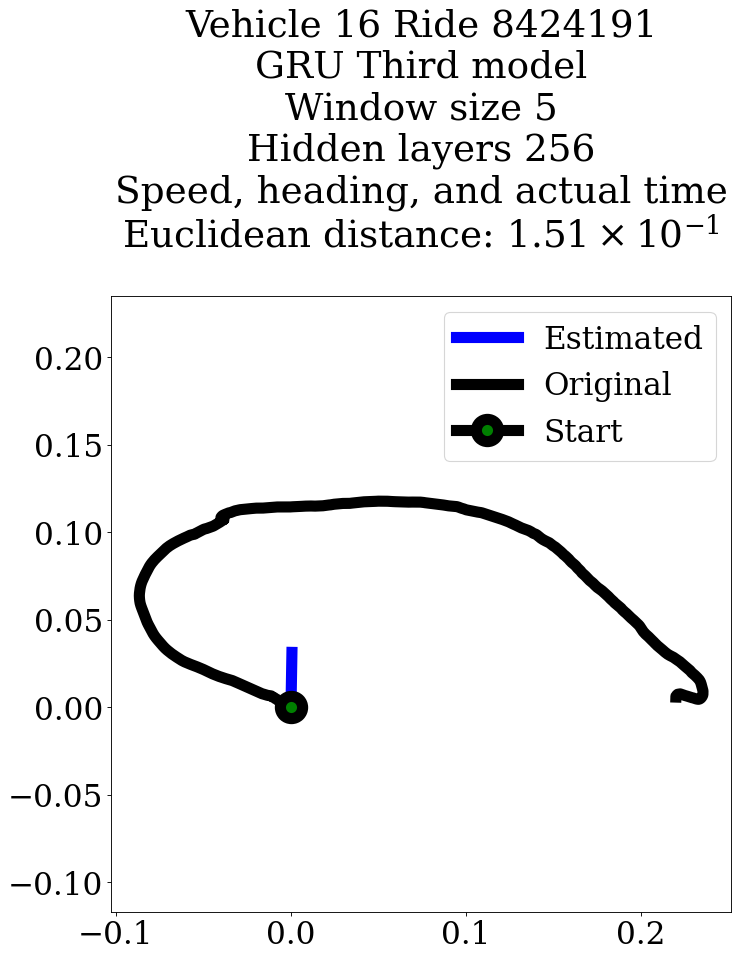 Vehicle 16 Ride 8424191
GRU Third model
Window size 5
Hidden layers 256
Speed, heading, and actual time
Euclidean distance: 1.51 × 10⁻¹
Estimated
Original
Start
0.20
0.15
0.10
0.05
0.00
−0.05
−0.10
−0.1 0.0 0.1 0.2